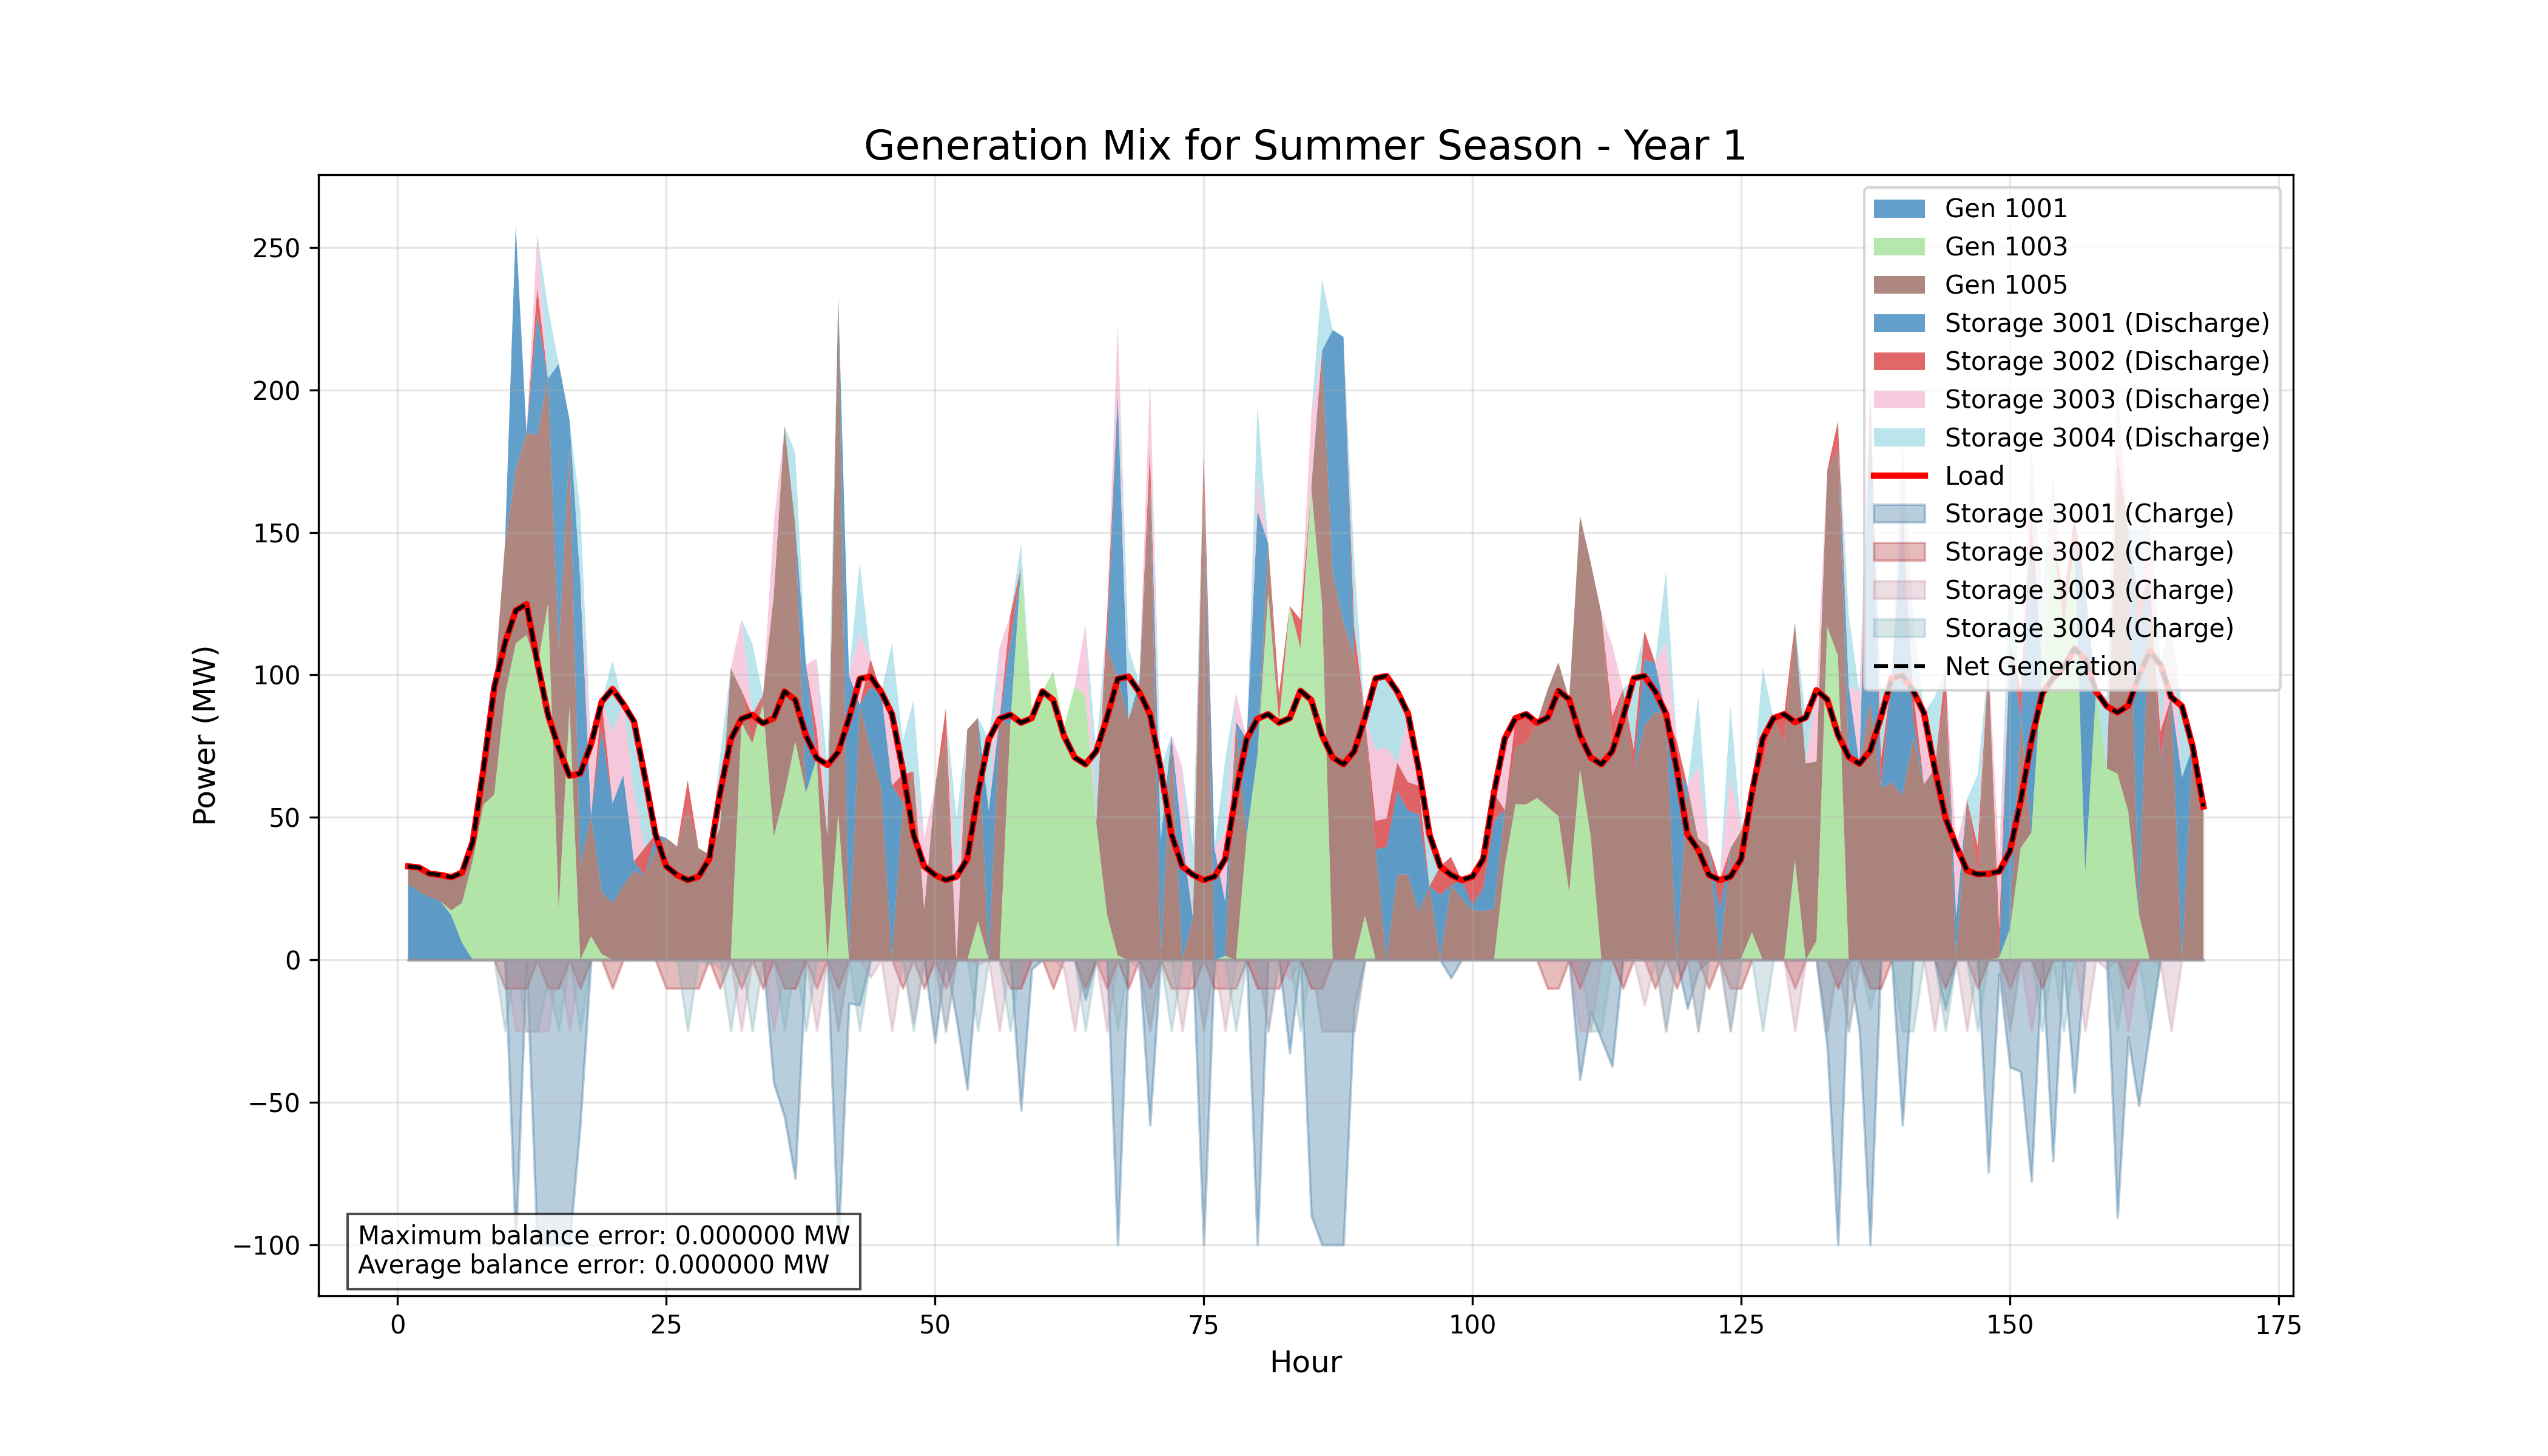 Generation Mix for Summer Season - Year 1
Power (MW)
250
200
150
100
50
0
−50
−100
Gen 1001
Gen 1003
Gen 1005
Storage 3001 (Discharge)
Storage 3002 (Discharge)
Storage 3003 (Discharge)
Storage 3004 (Discharge)
Load
Storage 3001 (Charge)
Storage 3002 (Charge)
Storage 3003 (Charge)
Storage 3004 (Charge)
Net Generation
Maximum balance error: 0.000000 MW
Average balance error: 0.000000 MW
0 25 50 75 100 125 150 175
Hour